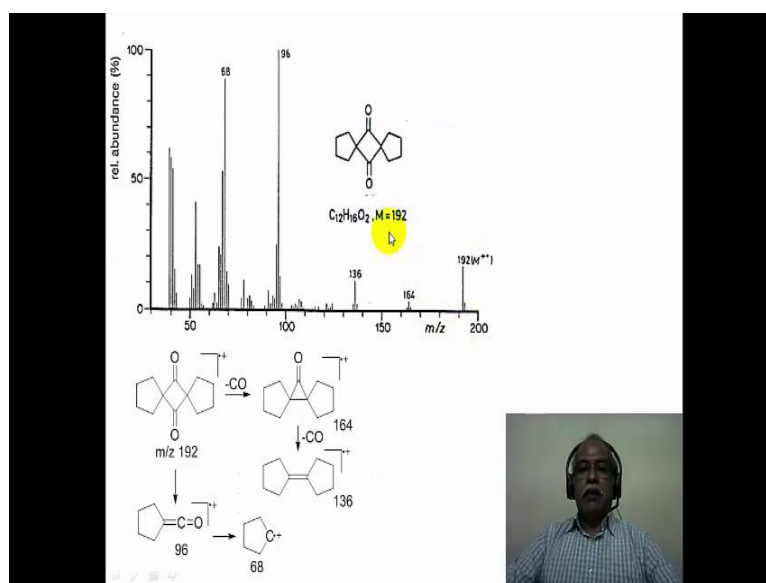 100
68
96
rel. abundance (%)
50
0
O
O
C₁₂H₁₆O₂, M = 192
136
164
192(M⁺•)
50
100
150
m/z
200
O
•+
-CO
O
•+
O
m/z 192
164
-CO
•+
136
C=O
•+
96
C•+
68